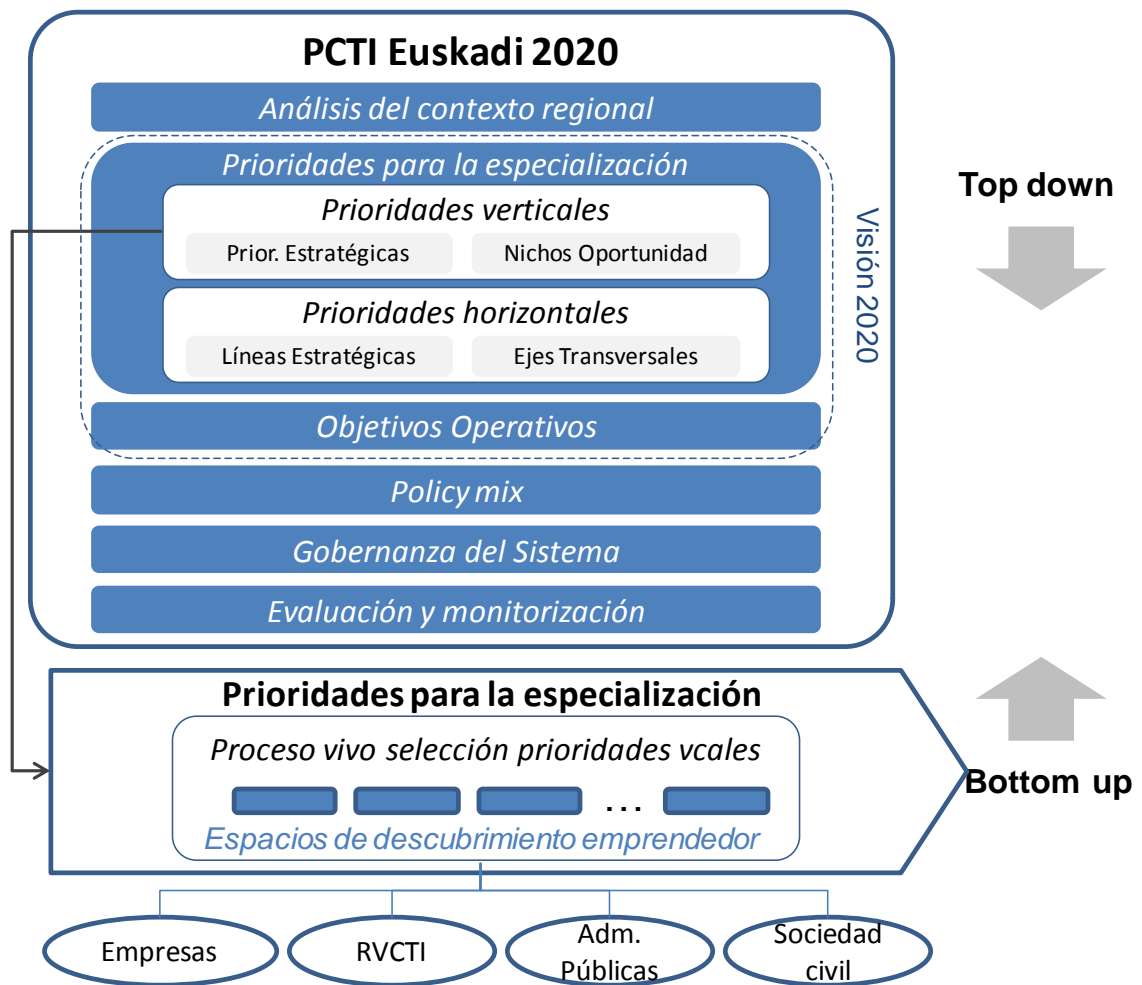 PCTI Euskadi 2020
Análisis del contexto regional
Prioridades para la especialización
Prioridades verticales
Prior. Estratégicas
Nichos Oportunidad
Prioridades horizontales
Líneas Estratégicas
Ejes Transversales
Visión 2020
Objetivos Operativos
Policy mix
Gobernanza del Sistema
Evaluación y monitorización
Top down
Prioridades para la especialización
Proceso vivo selección prioridades vcales
...
Espacios de descubrimiento emprendedor
Bottom up
Empresas
RVCTI
Adm.
Públicas
Sociedad
civil